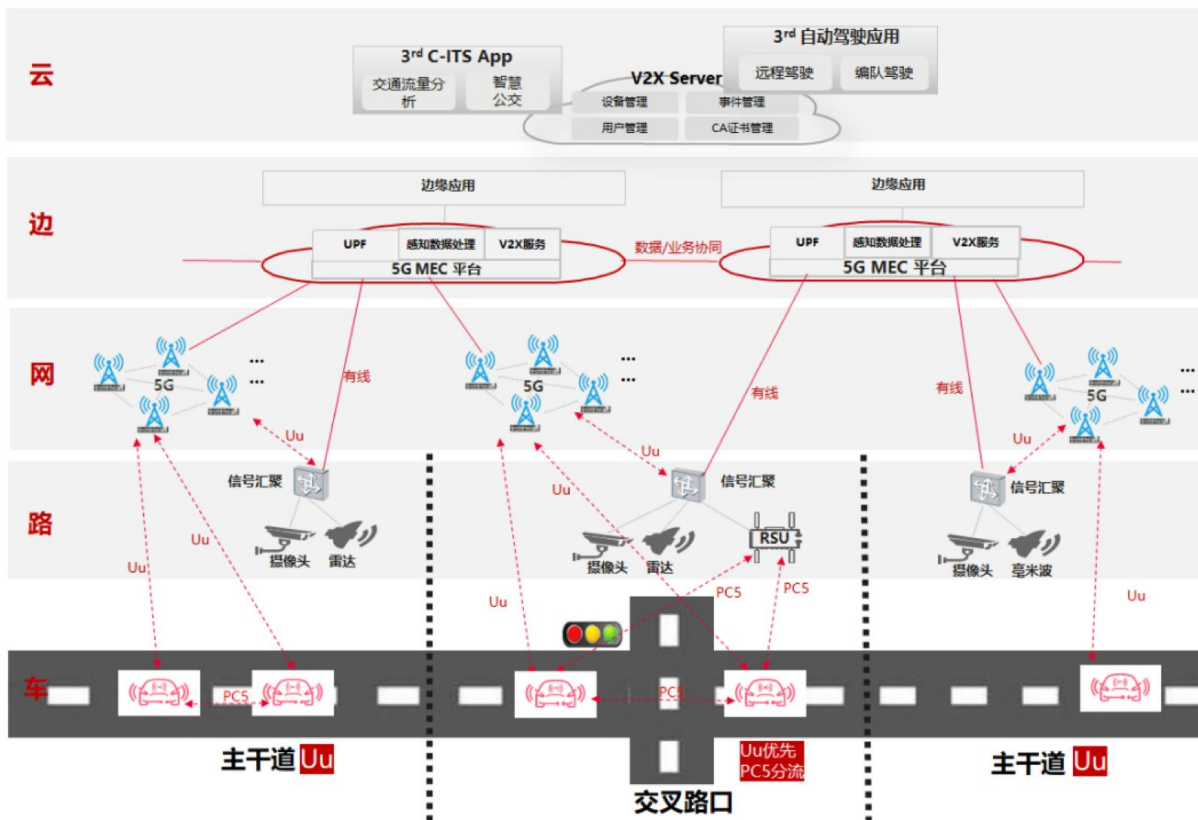 云
3rd C-ITS App
交通流量分
析
智慧
公交
V2X Server
设备管理
事件管理
用户管理
CA证书管理
3rd 自动驾驶应用
远程驾驶
编队驾驶
边
边缘应用
UPF
感知数据处理
V2X服务
5G MEC 平台
数据/业务协同
边缘应用
UPF
感知数据处理
V2X服务
5G MEC 平台
网
5G
...
...
有线
Uu
5G
...
...
Uu
有线
有线
5G
...
...
Uu
路
信号汇聚
摄像头
雷达
Uu
Uu
Uu
信号汇聚
摄像头
雷达
RSU
信号汇聚
摄像头
毫米波
Uu
PC5
PC5
Uu
车
PC5
PC5
主干道 Uu
Uu优先
PC5分流
交叉路口
主干道 Uu